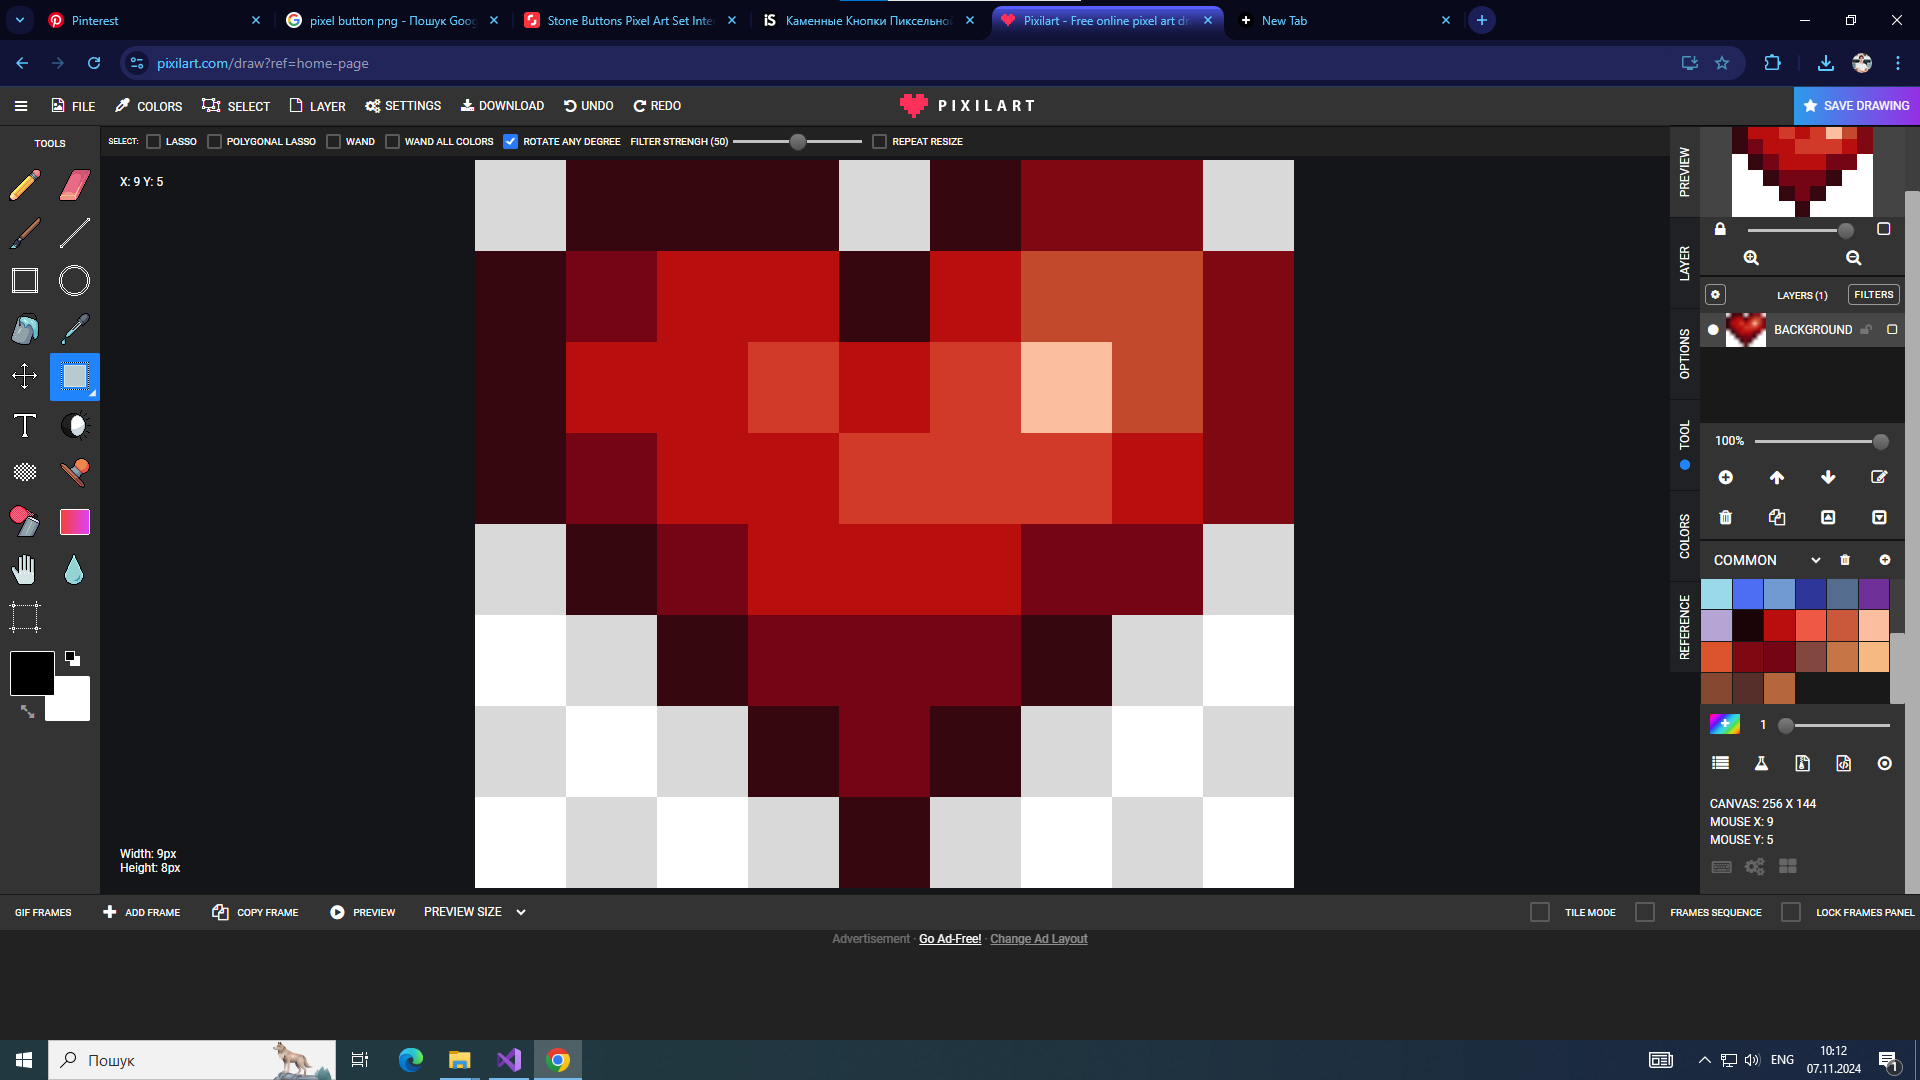 Pinterest
pixel button png - Пошук Goog
Stone Buttons Pixel Art Set Inte
Каменные Кнопки Пиксельной
Pixilart - Free online pixel art dr
New Tab
pixilart.com/draw?ref=home-page
FILE
COLORS
SELECT
LAYER
SETTINGS
DOWNLOAD
UNDO
REDO
PIXILART
SAVE DRAWING
TOOLS
SELECT:
LASSO
POLYGONAL LASSO
WAND
WAND ALL COLORS
ROTATE ANY DEGREE
FILTER STRENGH (50)
REPEAT RESIZE
X: 9 Y: 5
PREVIEW
LAYER
OPTIONS
TOOL
COLORS
REFERENCE
LAYERS (1)
FILTERS
BACKGROUND
100%
COMMON
1
CANVAS: 256 X 144
MOUSE X: 9
MOUSE Y: 5
Width: 9px
Height: 8px
GIF FRAMES
ADD FRAME
COPY FRAME
PREVIEW
PREVIEW SIZE
TILE MODE
FRAMES SEQUENCE
LOCK FRAMES PANEL
Advertisement · Go Ad-Free! · Change Ad Layout
Пошук
ENG
10:12
07.11.2024
1